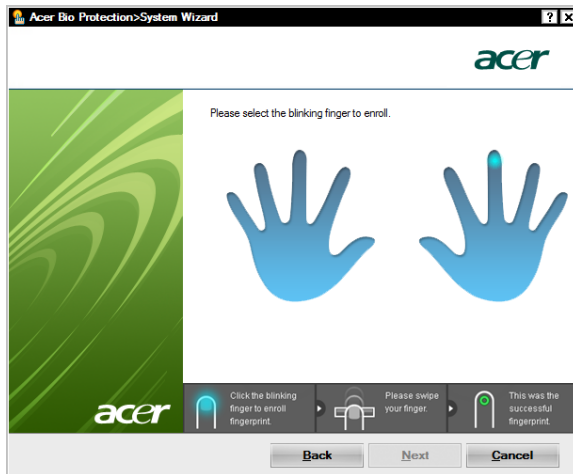 Acer Bio Protection>System Wizard
? X
acer
Please select the blinking finger to enroll.
acer
Click the blinking
finger to enroll
fingerprint.
Please swipe
your finger.
This was the
successful
fingerprint.
Back
Next
Cancel